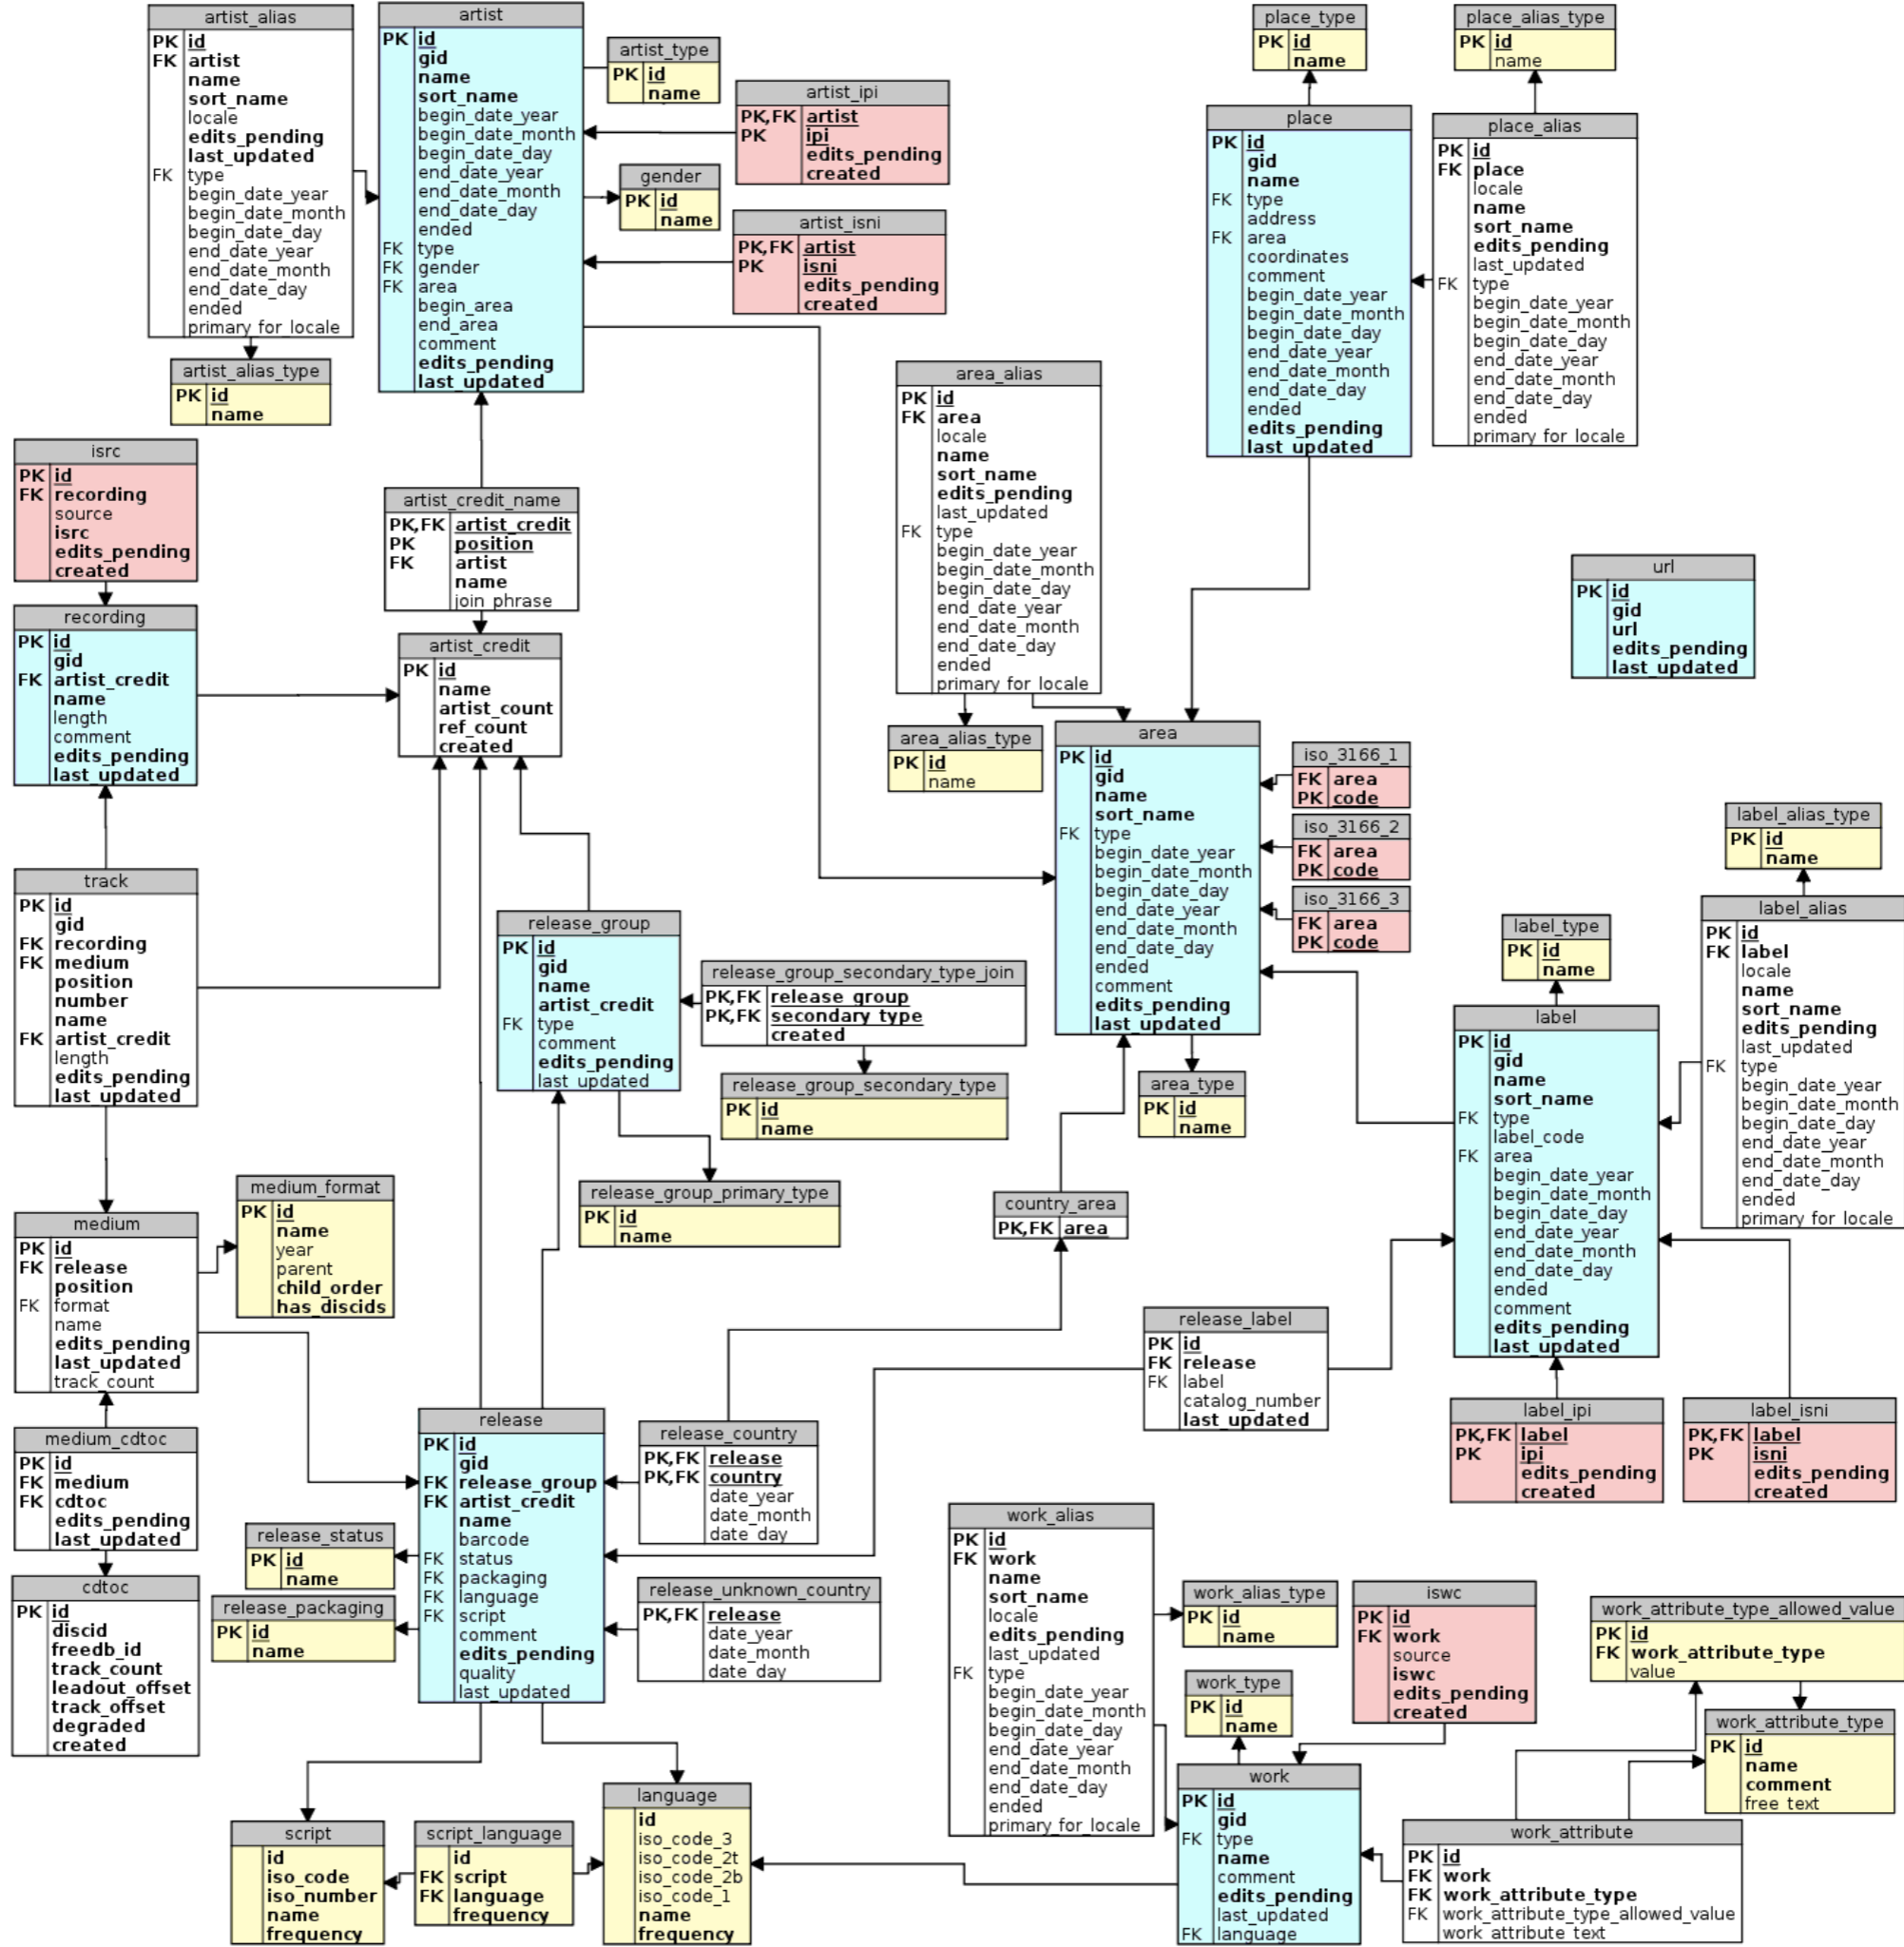 artist_alias
PK id
FK artist
name
sort_name
locale
edits_pending
last_updated
FK type
begin_date_year
begin_date_month
begin_date_day
end_date_year
end_date_month
end_date_day
ended
primary_for_locale
artist_alias_type
PK id
name
artist
PK id
gid
name
sort_name
begin_date_year
begin_date_month
begin_date_day
end_date_year
end_date_month
end_date_day
ended
FK type
FK gender
FK area
begin_area
end_area
comment
edits_pending
last_updated
artist_type
PK id
name
artist_ipi
PK,FK artist
PK ipi
edits_pending
created
gender
PK id
name
artist_isni
PK,FK artist
PK isni
edits_pending
created
place_type
PK id
name
place_alias_type
PK id
name
place
PK id
gid
name
FK type
address
FK area
coordinates
comment
begin_date_year
begin_date_month
begin_date_day
end_date_year
end_date_month
end_date_day
ended
edits_pending
last_updated
place_alias
PK id
FK place
locale
name
sort_name
edits_pending
last_updated
FK type
begin_date_year
begin_date_month
begin_date_day
end_date_year
end_date_month
end_date_day
ended
primary_for_locale
area_alias
PK id
FK area
locale
name
sort_name
edits_pending
last_updated
FK type
begin_date_year
begin_date_month
begin_date_day
end_date_year
end_date_month
end_date_day
ended
primary_for_locale
area_alias_type
PK id
name
isrc
PK id
FK recording
source
isrc
edits_pending
created
artist_credit_name
PK,FK artist_credit
PK position
FK artist
name
join_phrase
recording
PK id
gid
FK artist_credit
name
length
comment
edits_pending
last_updated
artist_credit
PK id
name
artist_count
ref_count
created
url
PK id
gid
url
edits_pending
last_updated
area
PK id
gid
name
sort_name
FK type
begin_date_year
begin_date_month
begin_date_day
end_date_year
end_date_month
end_date_day
ended
comment
edits_pending
last_updated
iso_3166_1
FK area
PK code
iso_3166_2
FK area
PK code
iso_3166_3
FK area
PK code
area_type
PK id
name
label_alias_type
PK id
name
label_type
PK id
name
label_alias
PK id
FK label
locale
name
sort_name
edits_pending
last_updated
FK type
begin_date_year
begin_date_month
begin_date_day
end_date_year
end_date_month
end_date_day
ended
primary_for_locale
label
PK id
gid
name
sort_name
FK type
label_code
FK area
begin_date_year
begin_date_month
begin_date_day
end_date_year
end_date_month
end_date_day
ended
comment
edits_pending
last_updated
track
PK id
gid
FK recording
FK medium
position
number
name
FK artist_credit
length
edits_pending
last_updated
release_group
PK id
gid
name
artist_credit
FK type
comment
edits_pending
last_updated
release_group_secondary_type_join
PK,FK release_group
PK,FK secondary_type
created
release_group_secondary_type
PK id
name
release_group_primary_type
PK id
name
country_area
PK,FK area
medium
PK id
FK release
position
FK format
name
edits_pending
last_updated
track_count
medium_format
PK id
name
year
parent
child_order
has_discids
medium_cdtoc
PK id
FK medium
FK cdtoc
edits_pending
last_updated
cdtoc
PK id
discid
freedb_id
track_count
leadout_offset
track_offset
degraded
created
release
PK id
gid
FK release_group
FK artist_credit
name
barcode
FK status
FK packaging
FK language
FK script
comment
edits_pending
quality
last_updated
release_status
PK id
name
release_packaging
PK id
name
release_country
PK,FK release
PK,FK country
date_year
date_month
date_day
release_unknown_country
PK,FK release
date_year
date_month
date_day
release_label
PK id
FK release
FK label
catalog_number
last_updated
label_ipi
PK,FK label
PK ipi
edits_pending
created
label_isni
PK,FK label
PK isni
edits_pending
created
script
id
iso_code
iso_number
name
frequency
script_language
id
FK script
FK language
frequency
language
id
iso_code_3
iso_code_2t
iso_code_2b
iso_code_1
name
frequency
work_alias
PK id
FK work
name
sort_name
locale
edits_pending
last_updated
FK type
begin_date_year
begin_date_month
begin_date_day
end_date_year
end_date_month
end_date_day
ended
primary_for_locale
work_alias_type
PK id
name
work_type
PK id
name
iswc
PK id
FK work
source
iswc
edits_pending
created
work
PK id
gid
FK type
name
comment
edits_pending
last_updated
FK language
work_attribute_type_allowed_value
PK id
FK work_attribute_type
value
work_attribute_type
PK id
name
comment
free_text
work_attribute
PK id
FK work
FK work_attribute_type
FK work_attribute_type_allowed_value
work_attribute_text